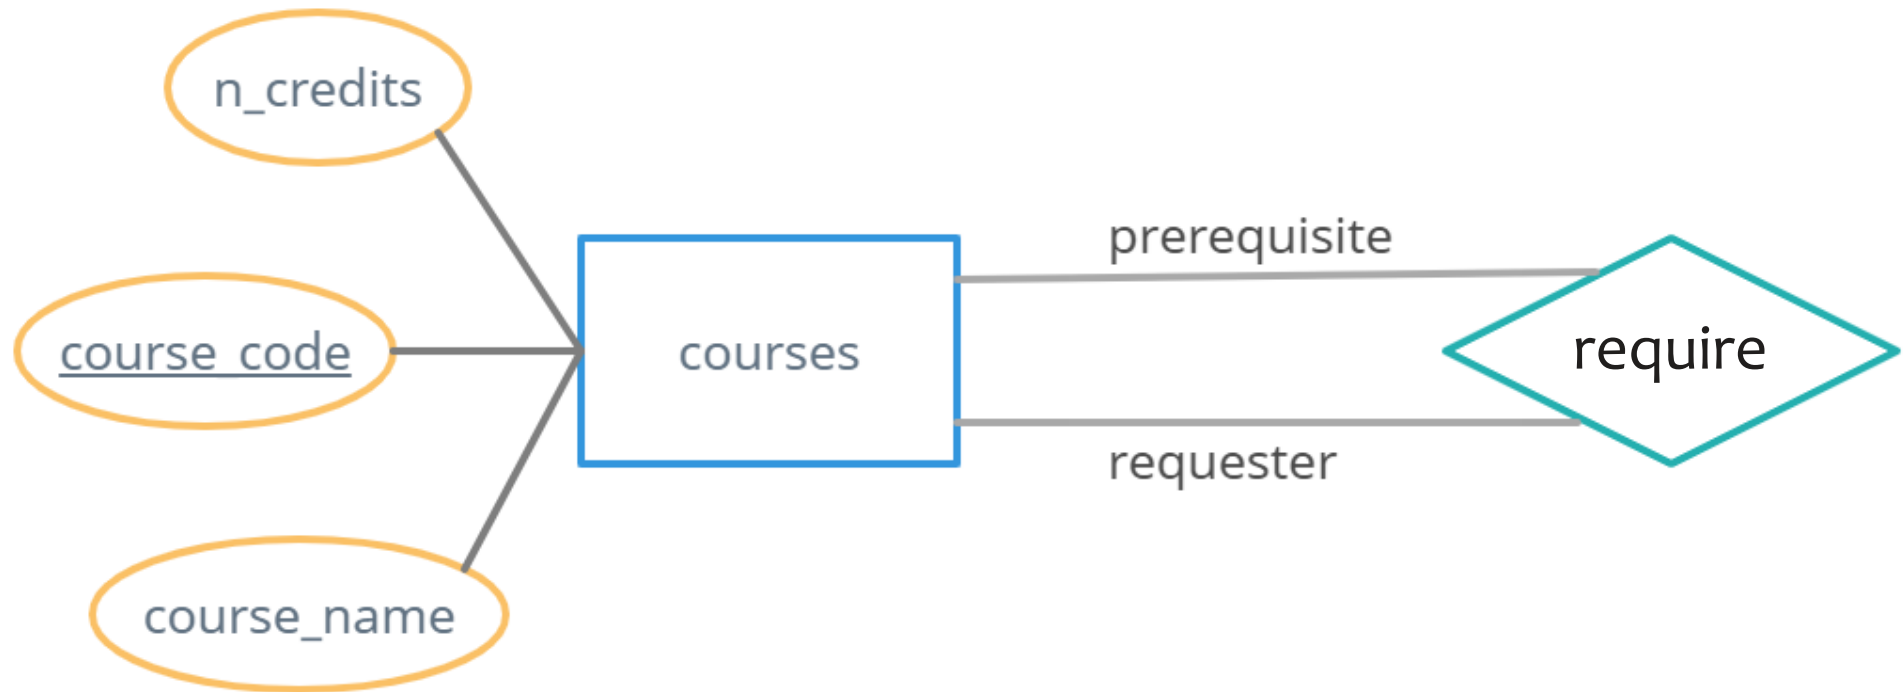 n_credits
course_code
course_name
courses
prerequisite
requester
require